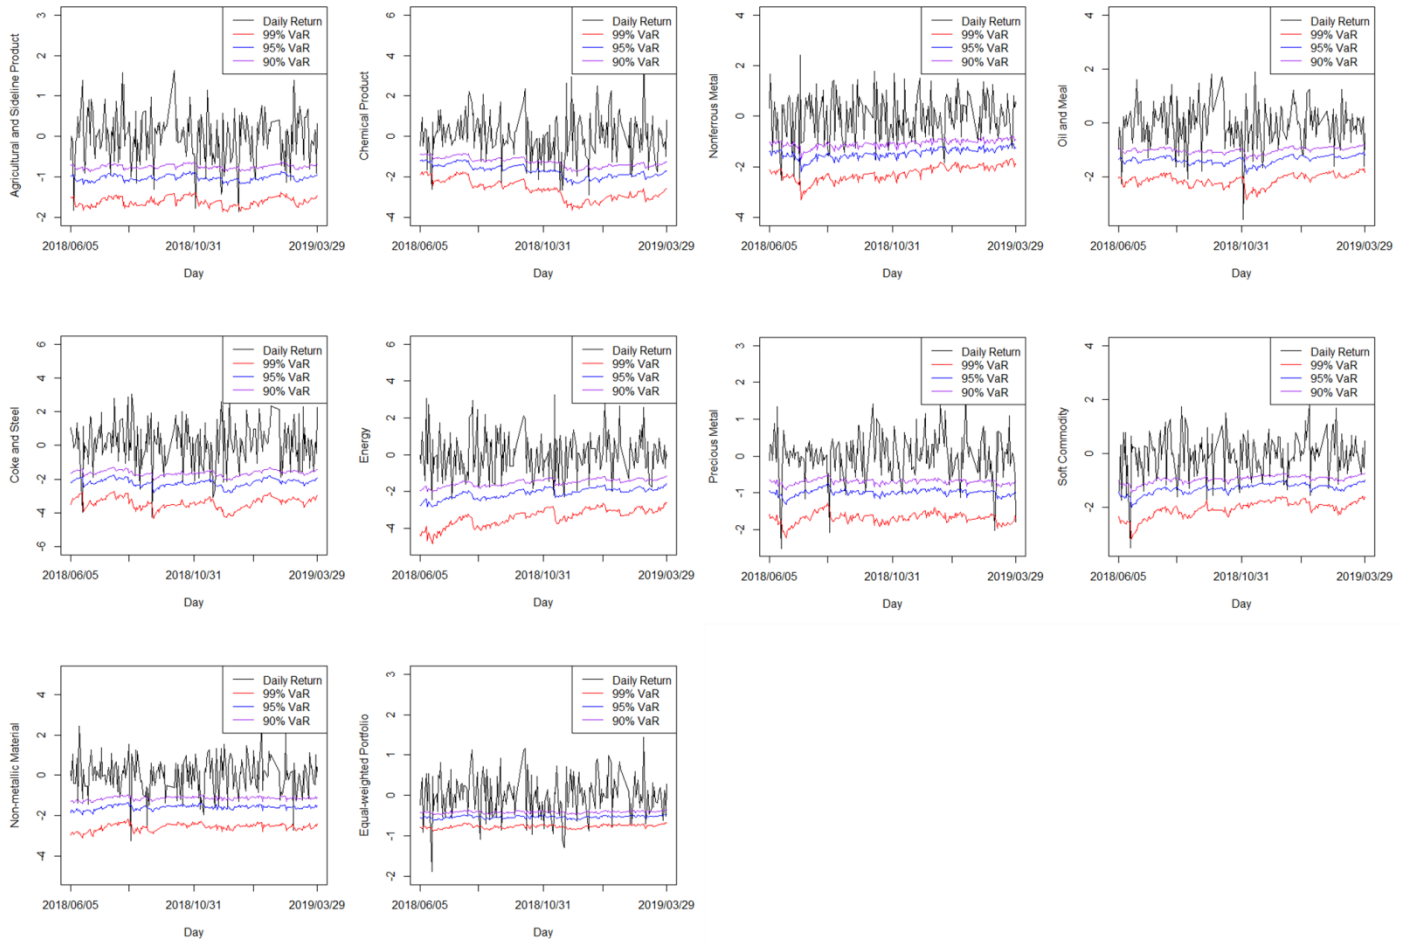 Agricultural and Sideline Product
3
2
1
0
-1
-2
Daily Return
99% VaR
95% VaR
90% VaR
2018/06/05
2018/10/31
2019/03/29
Day
Chemical Product
6
4
2
0
-2
-4
Daily Return
99% VaR
95% VaR
90% VaR
2018/06/05
2018/10/31
2019/03/29
Day
Nonferrous Metal
4
2
0
-2
-4
Daily Return
99% VaR
95% VaR
90% VaR
2018/06/05
2018/10/31
2019/03/29
Day
Oil and Meal
4
2
0
-2
Daily Return
99% VaR
95% VaR
90% VaR
2018/06/05
2018/10/31
2019/03/29
Day
Coke and Steel
6
4
2
0
-2
-4
-6
Daily Return
99% VaR
95% VaR
90% VaR
2018/06/05
2018/10/31
2019/03/29
Day
Energy
6
4
2
0
-2
-4
Daily Return
99% VaR
95% VaR
90% VaR
2018/06/05
2018/10/31
2019/03/29
Day
Precious Metal
3
2
1
0
-1
-2
Daily Return
99% VaR
95% VaR
90% VaR
2018/06/05
2018/10/31
2019/03/29
Day
Soft Commodity
4
2
0
-2
Daily Return
99% VaR
95% VaR
90% VaR
2018/06/05
2018/10/31
2019/03/29
Day
Non-metallic Material
4
2
0
-2
-4
Daily Return
99% VaR
95% VaR
90% VaR
2018/06/05
2018/10/31
2019/03/29
Day
Equal-weighted Portfolio
3
2
1
0
-1
-2
Daily Return
99% VaR
95% VaR
90% VaR
2018/06/05
2018/10/31
2019/03/29
Day